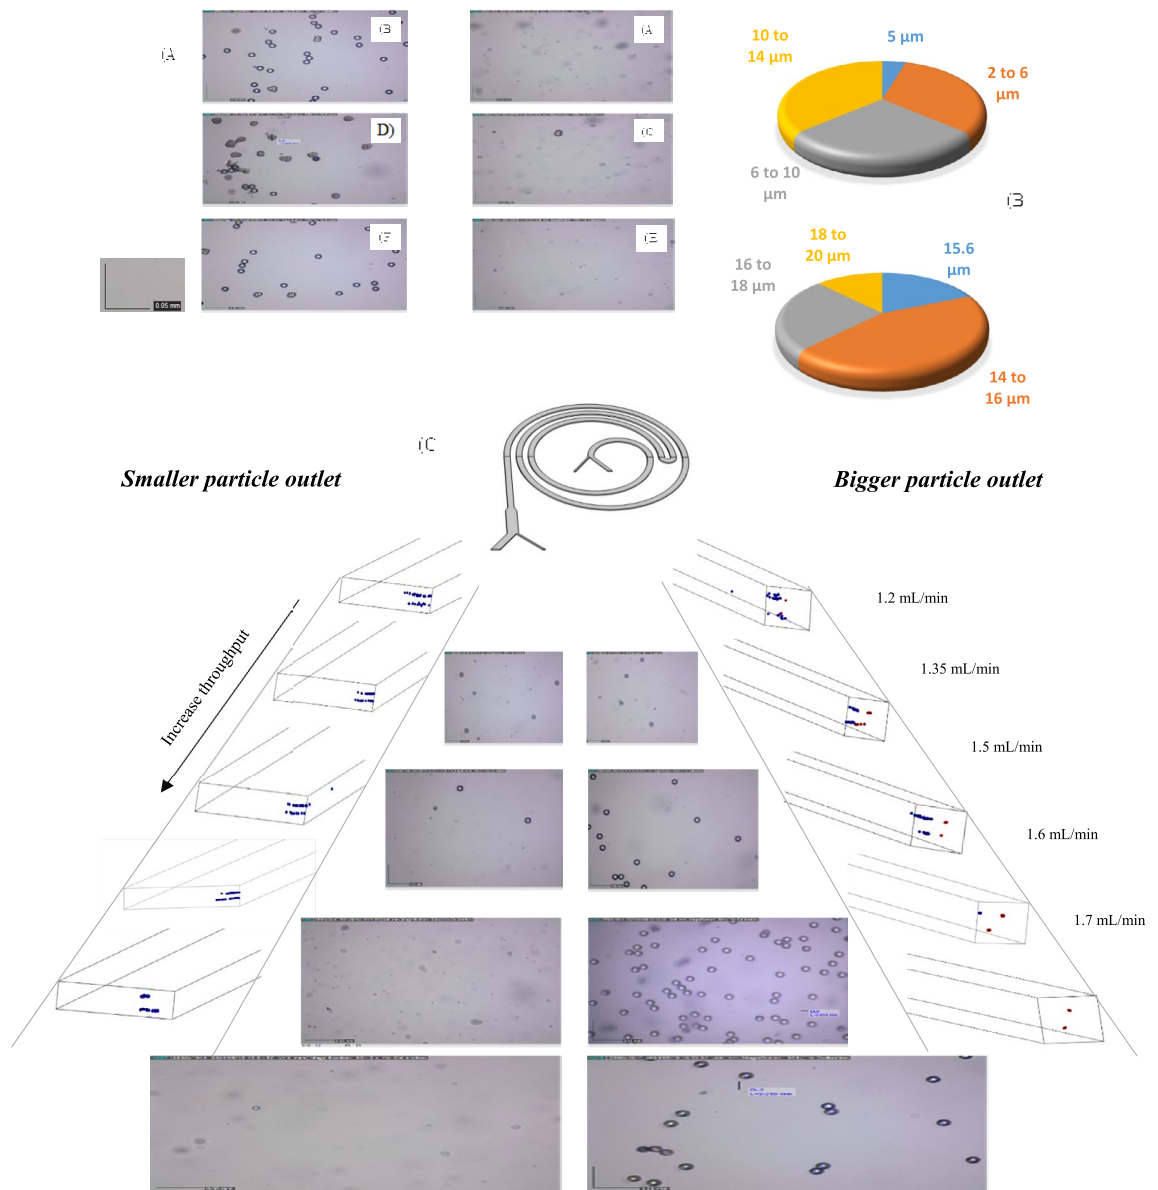 (A
(B
(A
D)
(C
(F
(E
0.05 mm
10 to
14 µm
5 µm
2 to 6
µm
6 to 10
µm
(B
18 to
20 µm
15.6
µm
16 to
18 µm
14 to
16 µm
(C
Smaller particle outlet
Bigger particle outlet
Increase throughput
1.2 mL/min
1.35 mL/min
1.5 mL/min
1.6 mL/min
1.7 mL/min